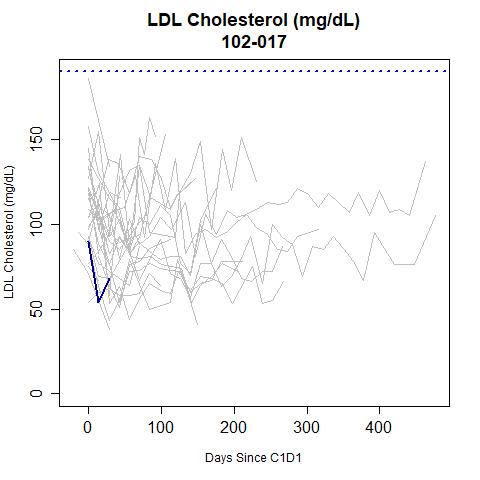 LDL Cholesterol (mg/dL)
102-017
LDL Cholesterol (mg/dL)
150
100
50
0
0 100 200 300 400
Days Since C1D1